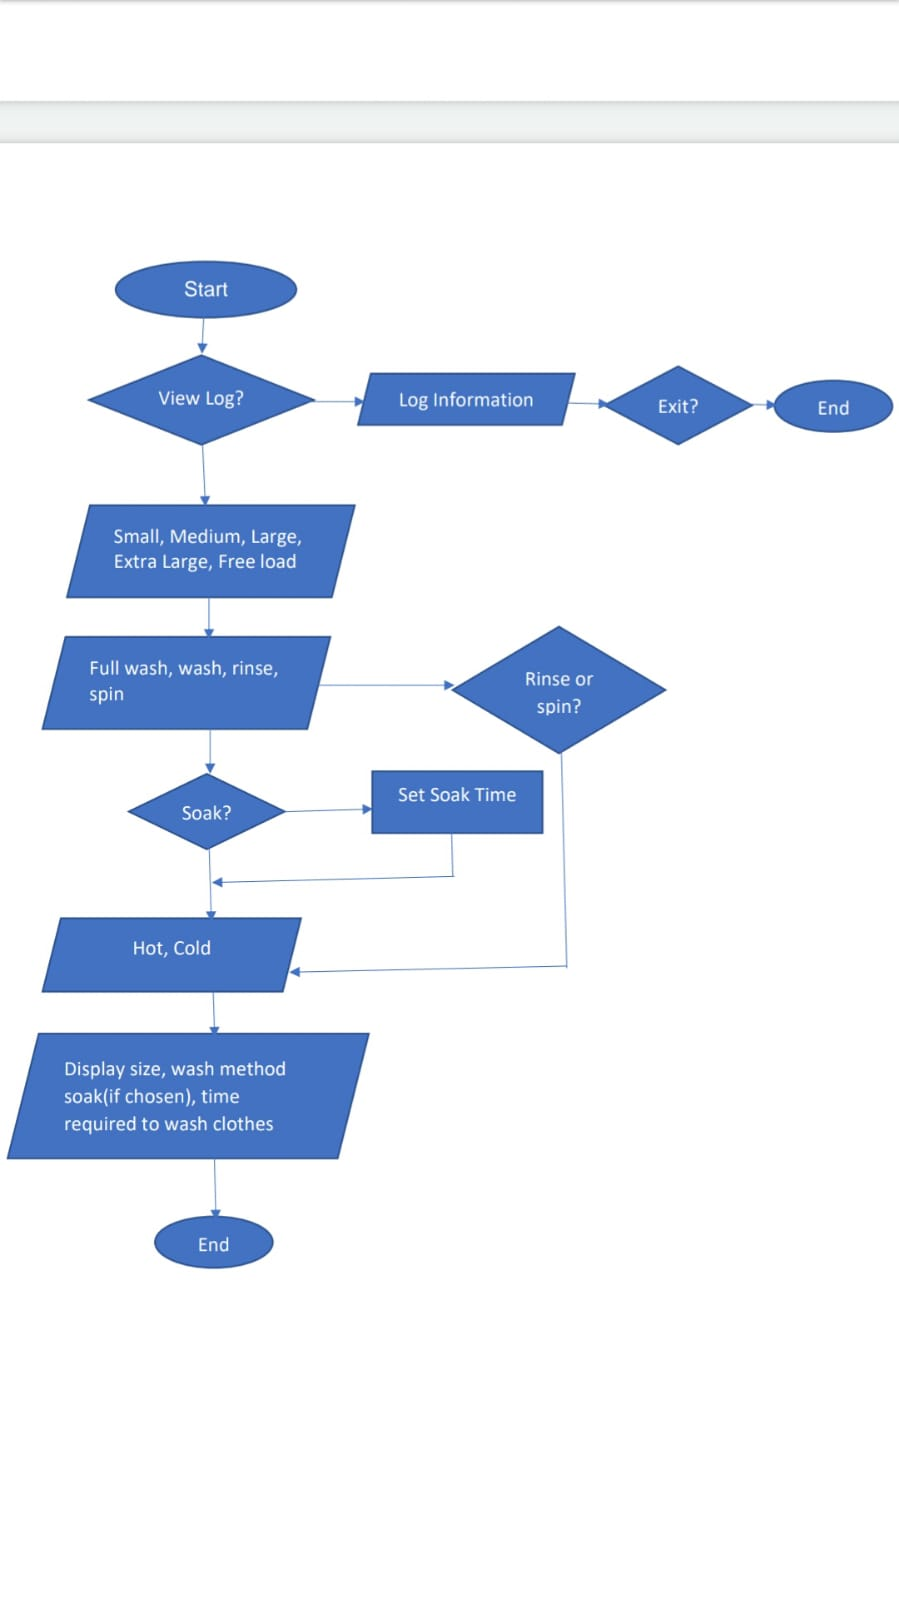 Start
View Log?
Log Information
Exit?
End
Small, Medium, Large,
Extra Large, Free load
Full wash, wash, rinse,
spin
Rinse or
spin?
Soak?
Set Soak Time
Hot, Cold
Display size, wash method
soak(if chosen), time
required to wash clothes
End